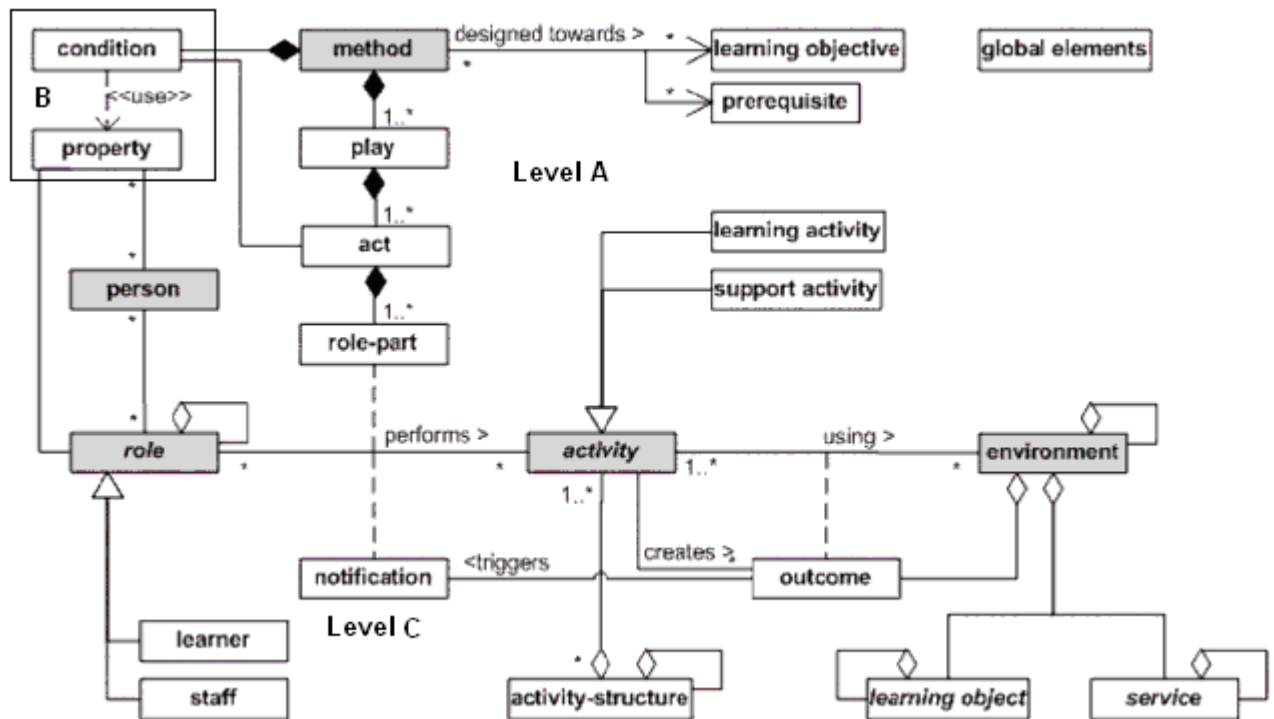 condition
method
designed towards >
*
*
learning objective
global elements
B
<<use>>
*
prerequisite
1..*
property
play
Level A
*
1..*
act
learning activity
*
person
support activity
*
1..*
role-part
*
role
performs >
activity
using >
environment
*
*
1..*
*
1..*
notification
<triggers
creates >
*
outcome
Level C
learner
*
staff
activity-structure
learning object
service